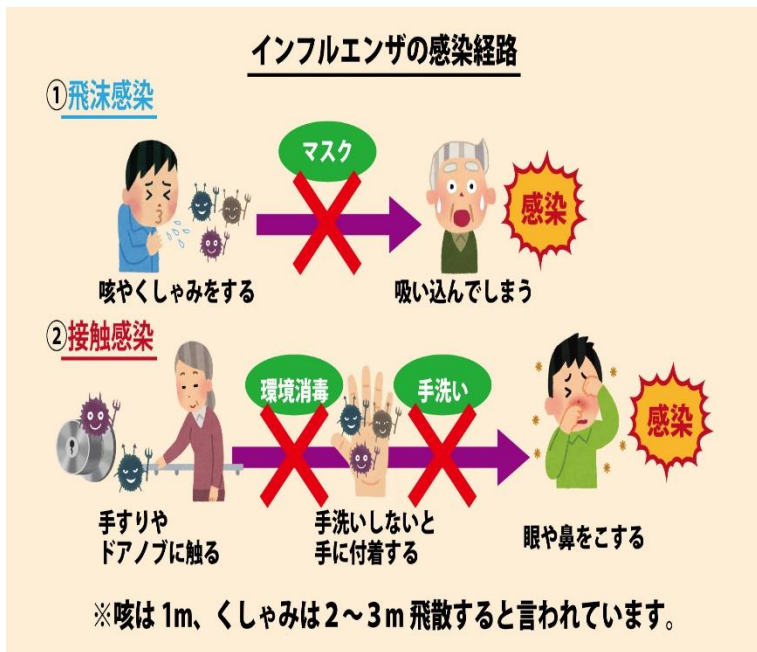 インフルエンザの感染経路
①飛沫感染
マスク
感染
咳やくしゃみをする
吸い込んでしまう
②接触感染
環境消毒
手洗い
感染
手すりや
ドアノブに触る
手洗いしないと
手に付着する
眼や鼻をこする
※咳は1m、くしゃみは2～3m飛散すると言われています。